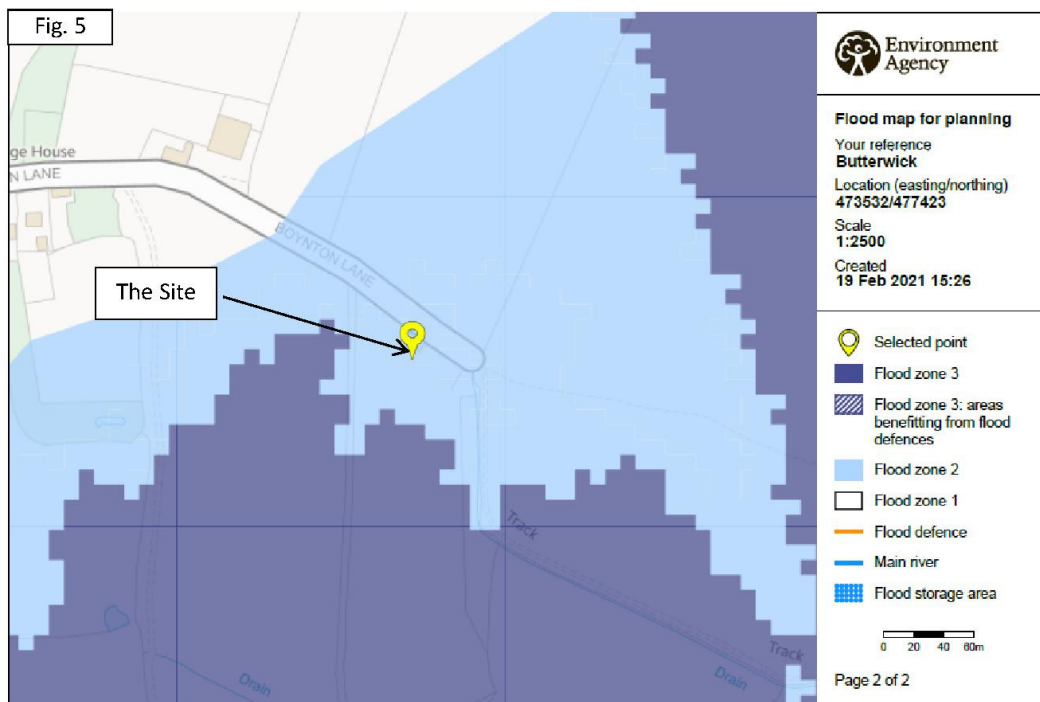 Fig. 5
ge House
N LANE
BOYNTON LANE
The Site
Track
Track
Drain
Drain
Environment
Agency
Flood map for planning
Your reference
Butterwick
Location (easting/northing)
473532/477423
Scale
1:2500
Created
19 Feb 2021 15:26
Selected point
Flood zone 3
Flood zone 3: areas
benefitting from flood
defences
Flood zone 2
Flood zone 1
Flood defence
Main river
Flood storage area
0 20 40 60m
Page 2 of 2